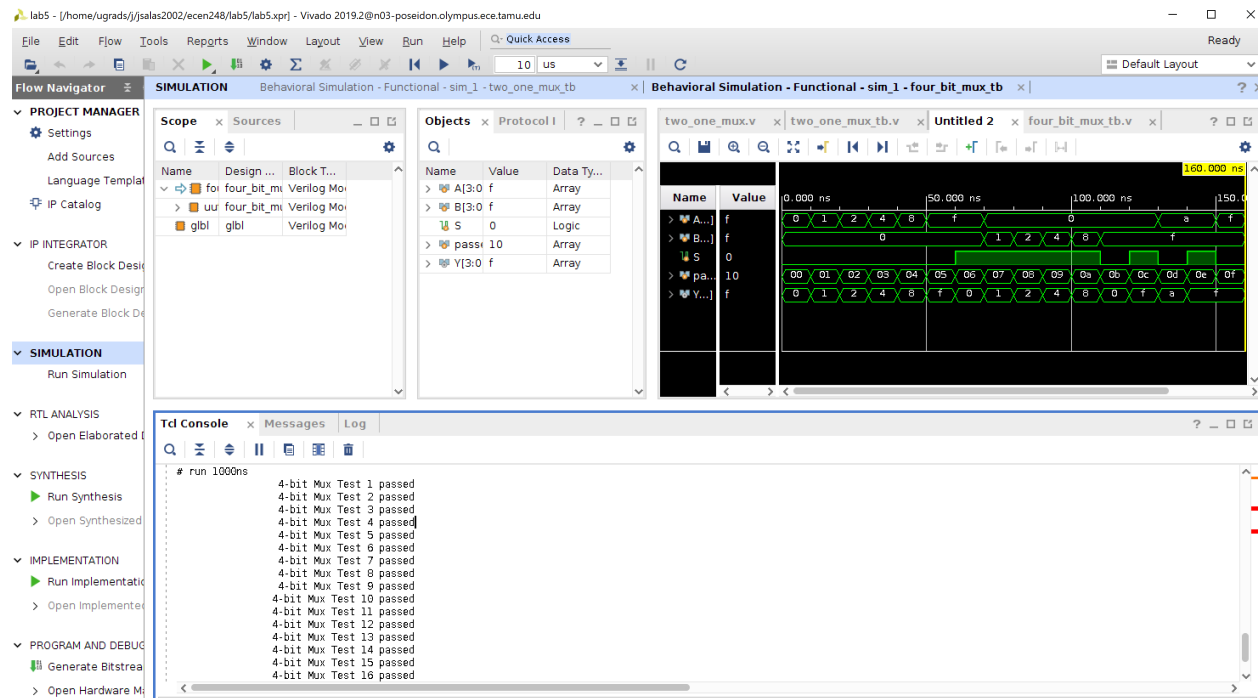 lab5 - [/home/ugrads/j/jsalas2002/ecen248/lab5/lab5.xpr] - Vivado 2019.2@n03-poseidon.olympus.ece.tamu.edu
File Edit Flow Tools Reports Window Layout View Run Help Quick Access Ready
10 us Default Layout
Flow Navigator
SIMULATION Behavioral Simulation - Functional - sim_1 - two_one_mux_tb
Behavioral Simulation - Functional - sim_1 - four_bit_mux_tb
PROJECT MANAGER
Settings
Add Sources
Language Templat
IP Catalog
IP INTEGRATOR
Create Block Desig
Open Block Design
Generate Block De
SIMULATION
Run Simulation
RTL ANALYSIS
Open Elaborated D
SYNTHESIS
Run Synthesis
Open Synthesized
IMPLEMENTATION
Run Implementatio
Open Implemented
PROGRAM AND DEBUG
Generate Bitstrea
Open Hardware Ma
Scope Sources
Name Design ... Block T...
fou four_bit_mu Verilog Mod
uu four_bit_mu Verilog Mod
glbl glbl Verilog Mod
Objects Protocol I
Name Value Data Ty...
A[3:0 f Array
B[3:0 f Array
S 0 Logic
passe 10 Array
Y[3:0 f Array
two_one_mux.v two_one_mux_tb.v Untitled 2 four_bit_mux_tb.v
160.000 ns
Name Value 0.000 ns 50.000 ns 100.000 ns 150.0
A...] f 0 1 2 4 8 f 0 a f
B...] f 0 1 2 4 8 f
S 0
pa... 10 00 01 02 03 04 05 06 07 08 09 0a 0b 0c 0d 0e 0f
Y...] f 0 1 2 4 8 f 0 1 2 4 8 0 f a f
Tcl Console Messages Log
# run 1000ns
4-bit Mux Test 1 passed
4-bit Mux Test 2 passed
4-bit Mux Test 3 passed
4-bit Mux Test 4 passed
4-bit Mux Test 5 passed
4-bit Mux Test 6 passed
4-bit Mux Test 7 passed
4-bit Mux Test 8 passed
4-bit Mux Test 9 passed
4-bit Mux Test 10 passed
4-bit Mux Test 11 passed
4-bit Mux Test 12 passed
4-bit Mux Test 13 passed
4-bit Mux Test 14 passed
4-bit Mux Test 15 passed
4-bit Mux Test 16 passed